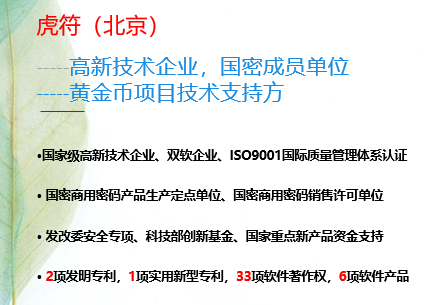 虎符（北京）
-----高新技术企业，国密成员单位
-----黄金币项目技术支持方
•国家级高新技术企业、双软企业、ISO9001国际质量管理体系认证
• 国密商用密码产品生产定点单位、国密商用密码销售许可单位
• 发改委安全专项、科技部创新基金、国家重点新产品资金支持
• 2项发明专利，1项实用新型专利，33项软件著作权，6项软件产品